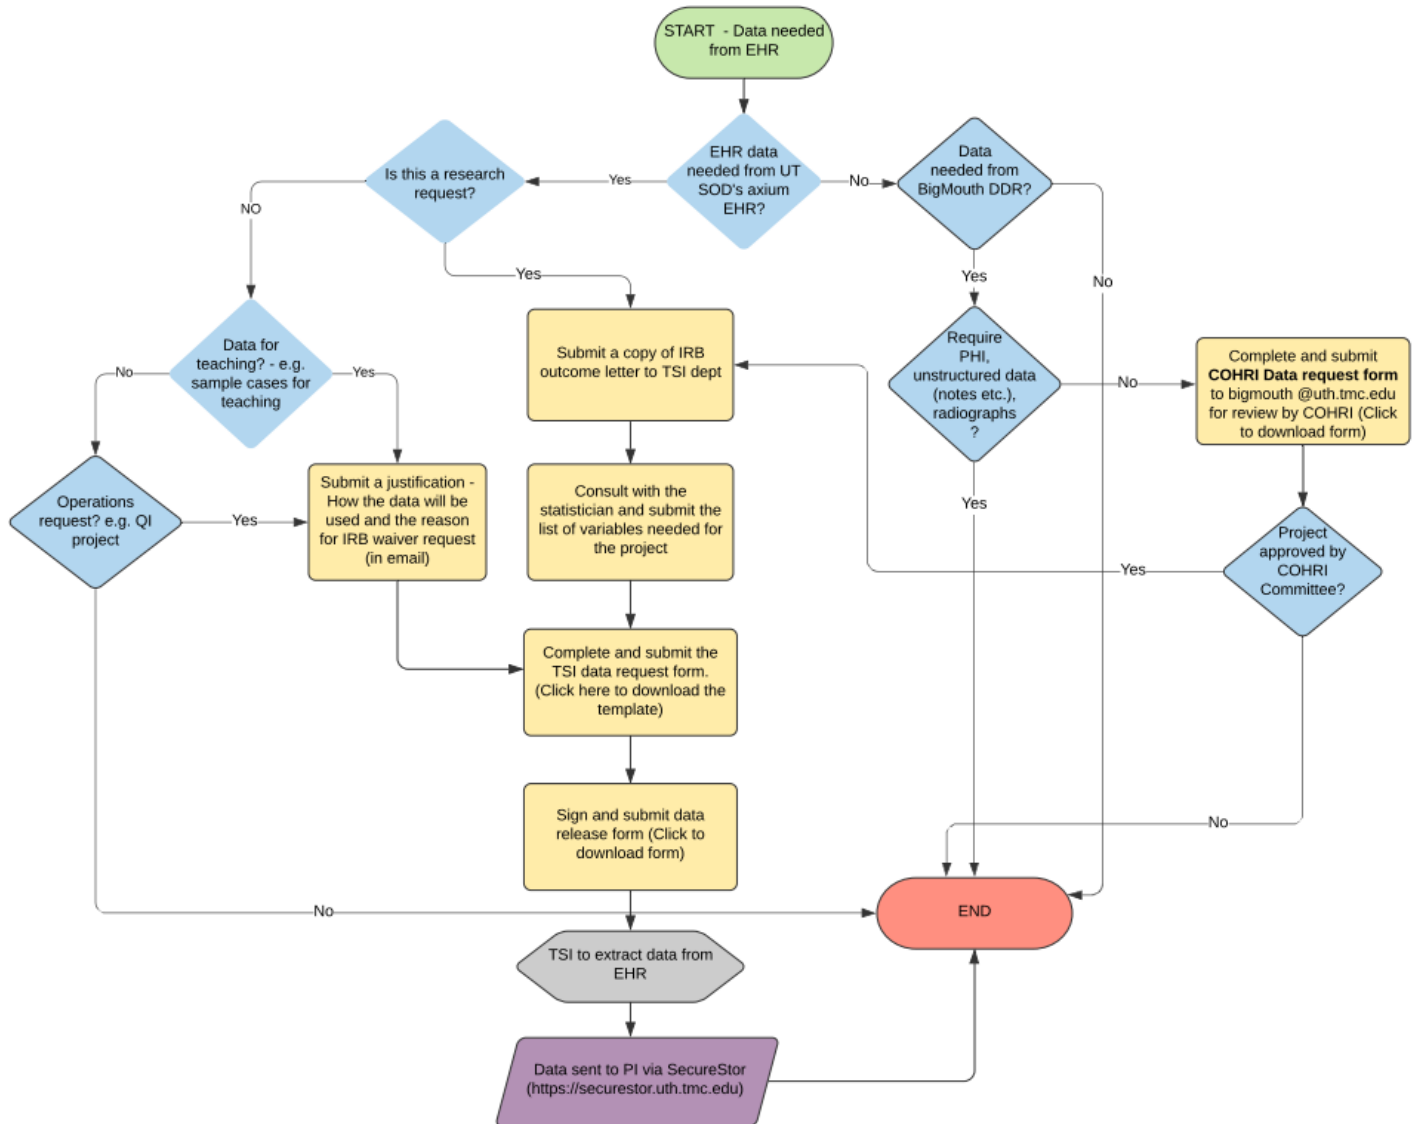 START  - Data needed
from EHR
EHR data
needed from UT
SOD's axium
EHR?
Yes
No
Is this a research
request?
Data
needed from
BigMouth DDR?
NO
Yes
Yes
No
Data for
teaching? - e.g.
sample cases for
teaching
No
Yes
Submit a copy of IRB
outcome letter to TSI dept
Require
PHI,
unstructured data
(notes etc.),
radiographs
?
No
Yes
Complete and submit
COHRI Data request form
to bigmouth @uth.tmc.edu
for review by COHRI (Click
to download form)
Operations
request? e.g. QI
project
Yes
Submit a justification -
How the data will be
used and the reason
for IRB waiver request
(in email)
Consult with the
statistician and submit the
list of variables needed for
the project
Project
approved by
COHRI
Committee?
Yes
Complete and submit the
TSI data request form.
(Click here to download the
template)
Sign and submit data
release form (Click to
download form)
No
No
END
TSI to extract data from
EHR
Data sent to PI via SecureStor
(https://securestor.uth.tmc.edu)